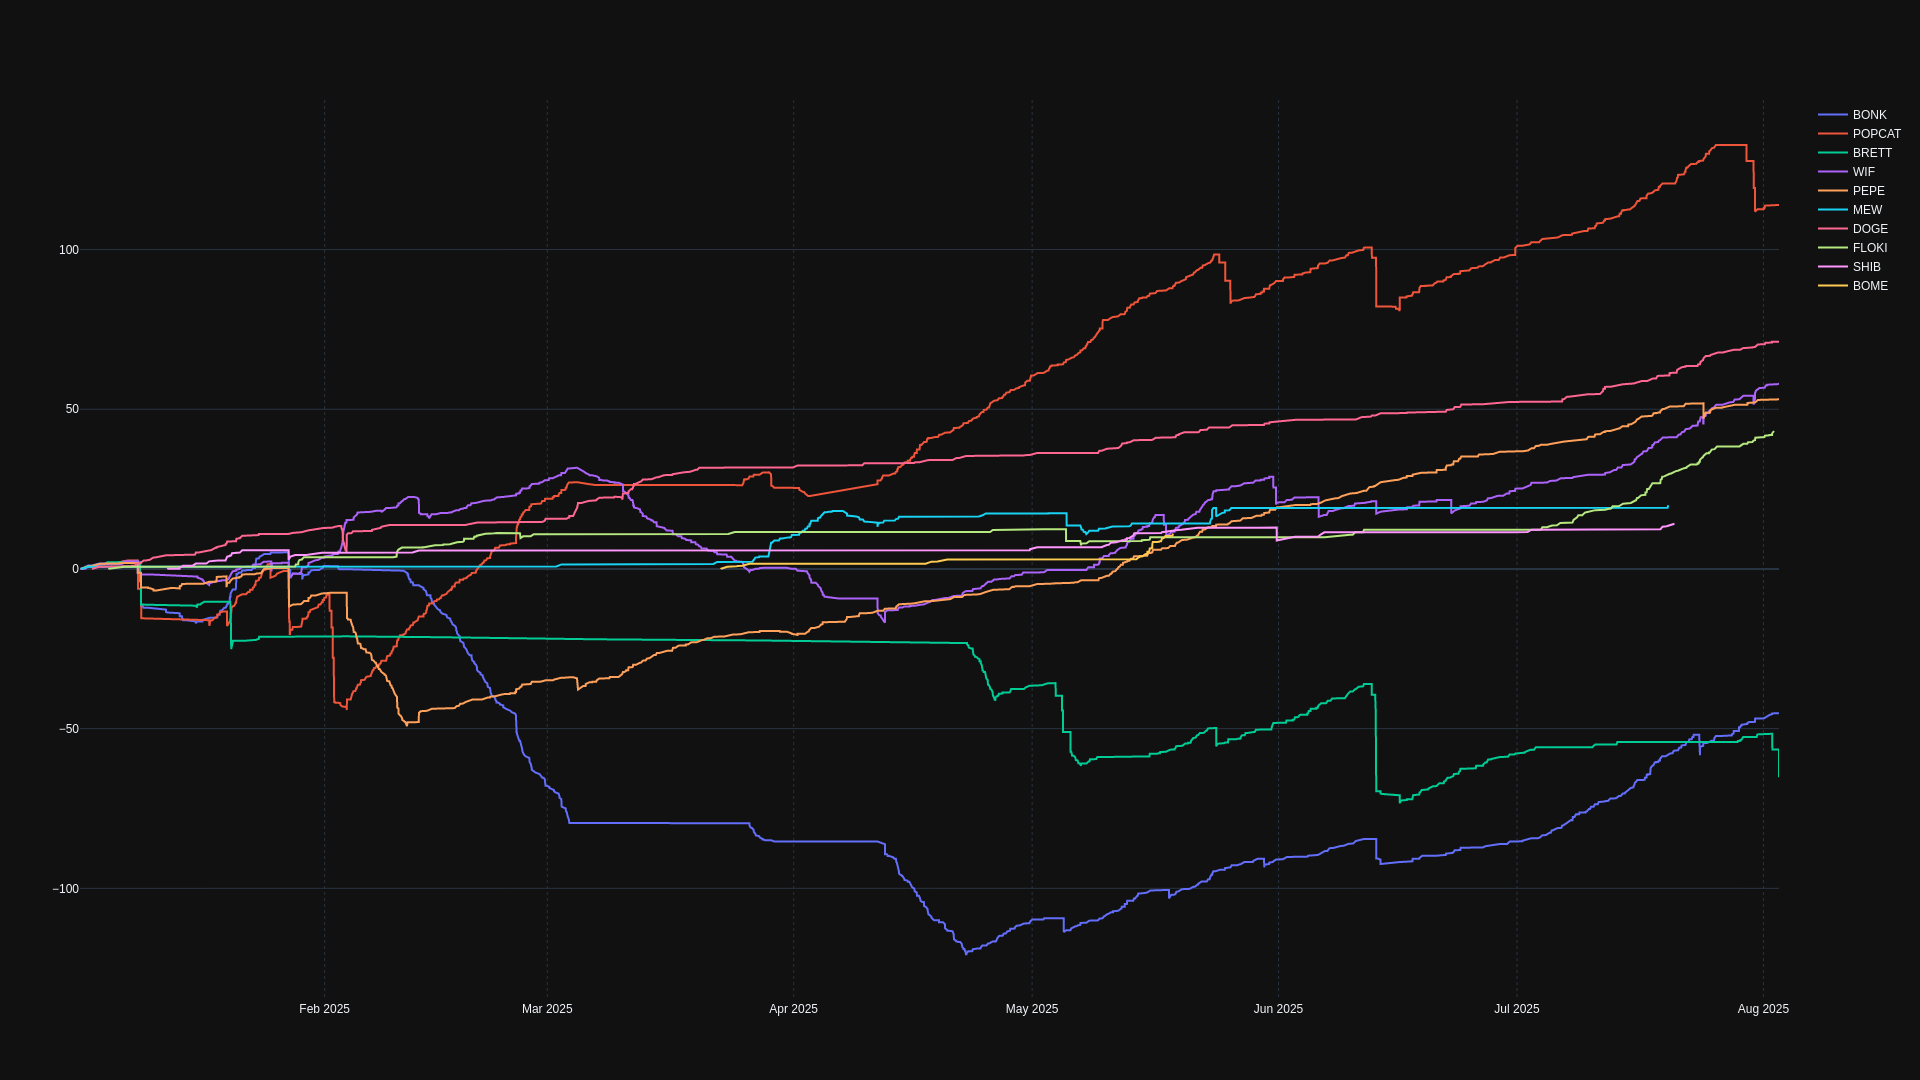 BONK
POPCAT
BRETT
WIF
PEPE
MEW
DOGE
FLOKI
SHIB
BOME
100
50
0
−50
−100
Feb 2025
Mar 2025
Apr 2025
May 2025
Jun 2025
Jul 2025
Aug 2025